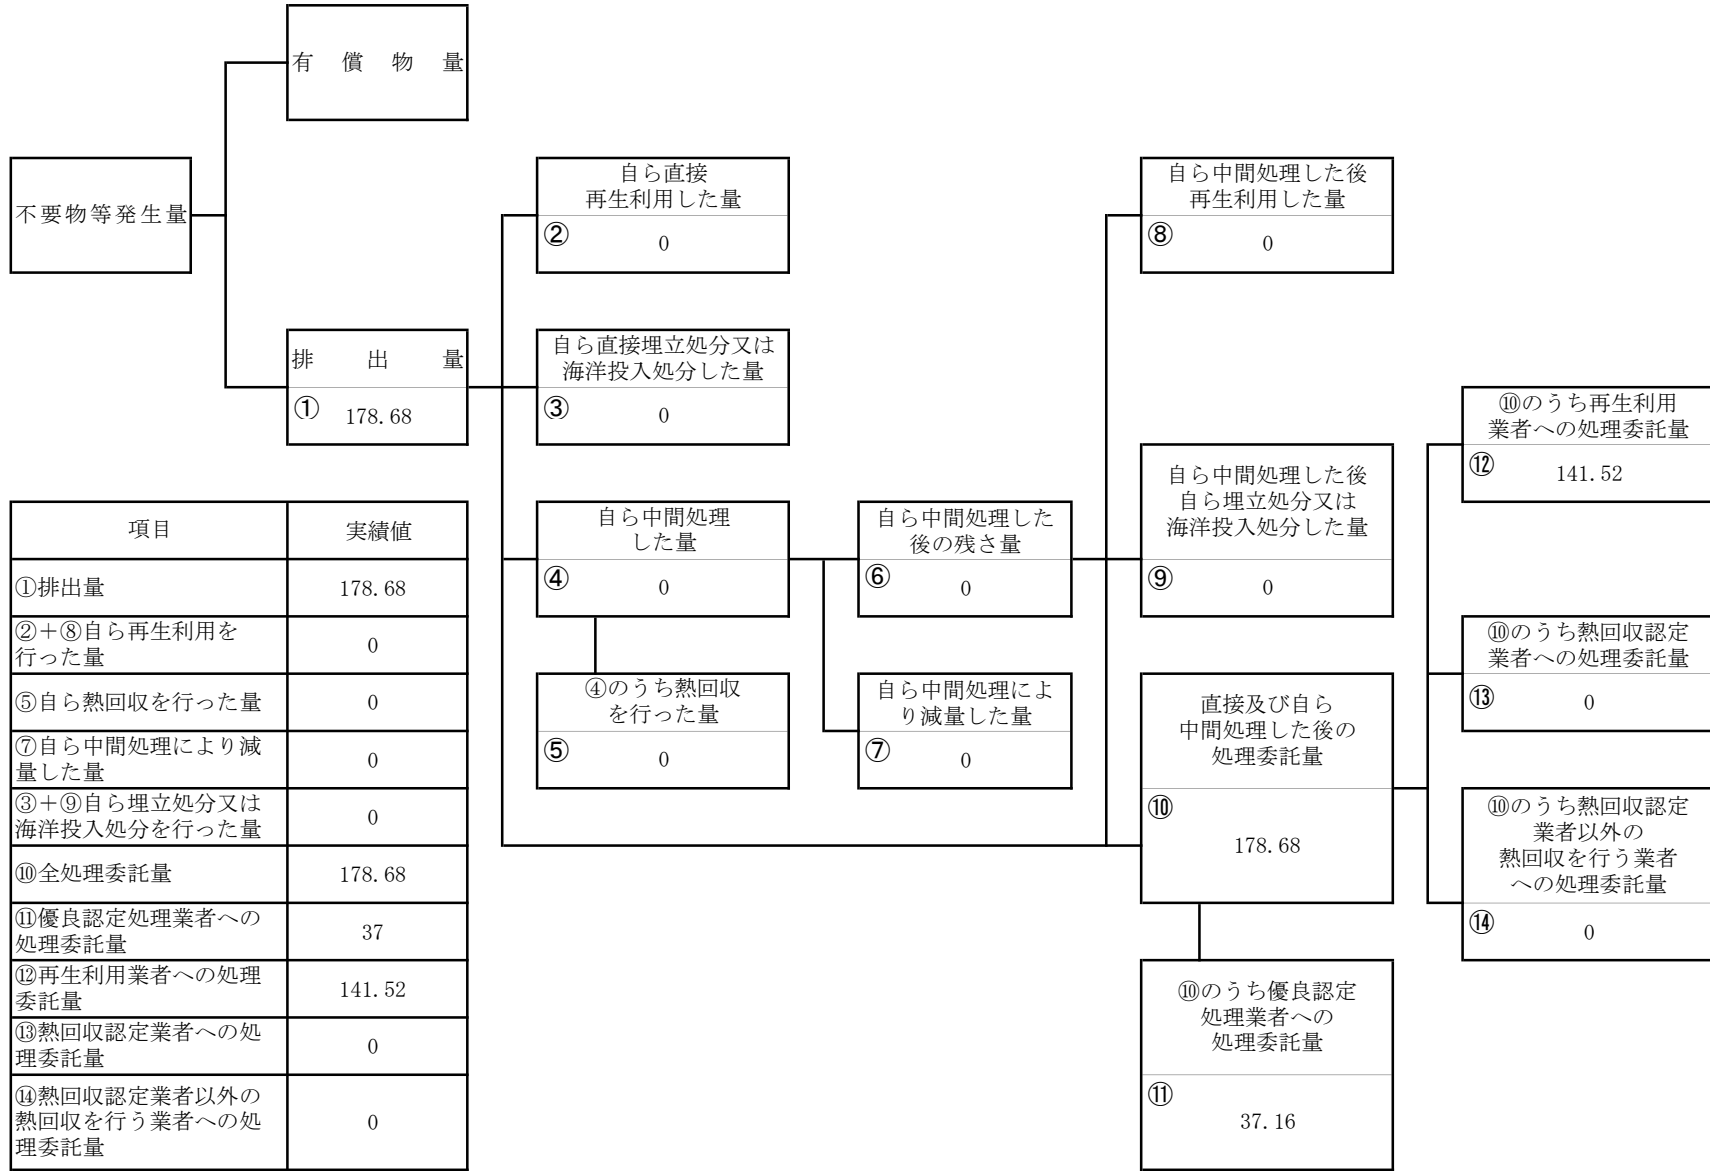 有償物量
不要物等発生量
排出量
① 178.68
自ら直接
再生利用した量
② 0
自ら直接埋立処分又は
海洋投入処分した量
③ 0
自ら中間処理
した量
④ 0
④のうち熱回収
を行った量
⑤ 0
自ら中間処理した
後の残さ量
⑥ 0
自ら中間処理によ
り減量した量
⑦ 0
自ら中間処理した後
再生利用した量
⑧ 0
自ら中間処理した後
自ら埋立処分又は
海洋投入処分した量
⑨ 0
直接及び自ら
中間処理した後の
処理委託量
⑩
178.68
⑩のうち優良認定
処理業者への
処理委託量
⑪
37.16
⑩のうち再生利用
業者への処理委託量
⑫ 141.52
⑩のうち熱回収認定
業者への処理委託量
⑬ 0
⑩のうち熱回収認定
業者以外の
熱回収を行う業者
への処理委託量
⑭ 0
項目 実績値
①排出量 178.68
②+⑧自ら再生利用を
行った量 0
⑤自ら熱回収を行った量 0
⑦自ら中間処理により減
量した量 0
③+⑨自ら埋立処分又は
海洋投入処分を行った量 0
⑩全処理委託量 178.68
⑪優良認定処理業者への
処理委託量 37
⑫再生利用業者への処理
委託量 141.52
⑬熱回収認定業者への処
理委託量 0
⑭熱回収認定業者以外の
熱回収を行う業者への処
理委託量 0